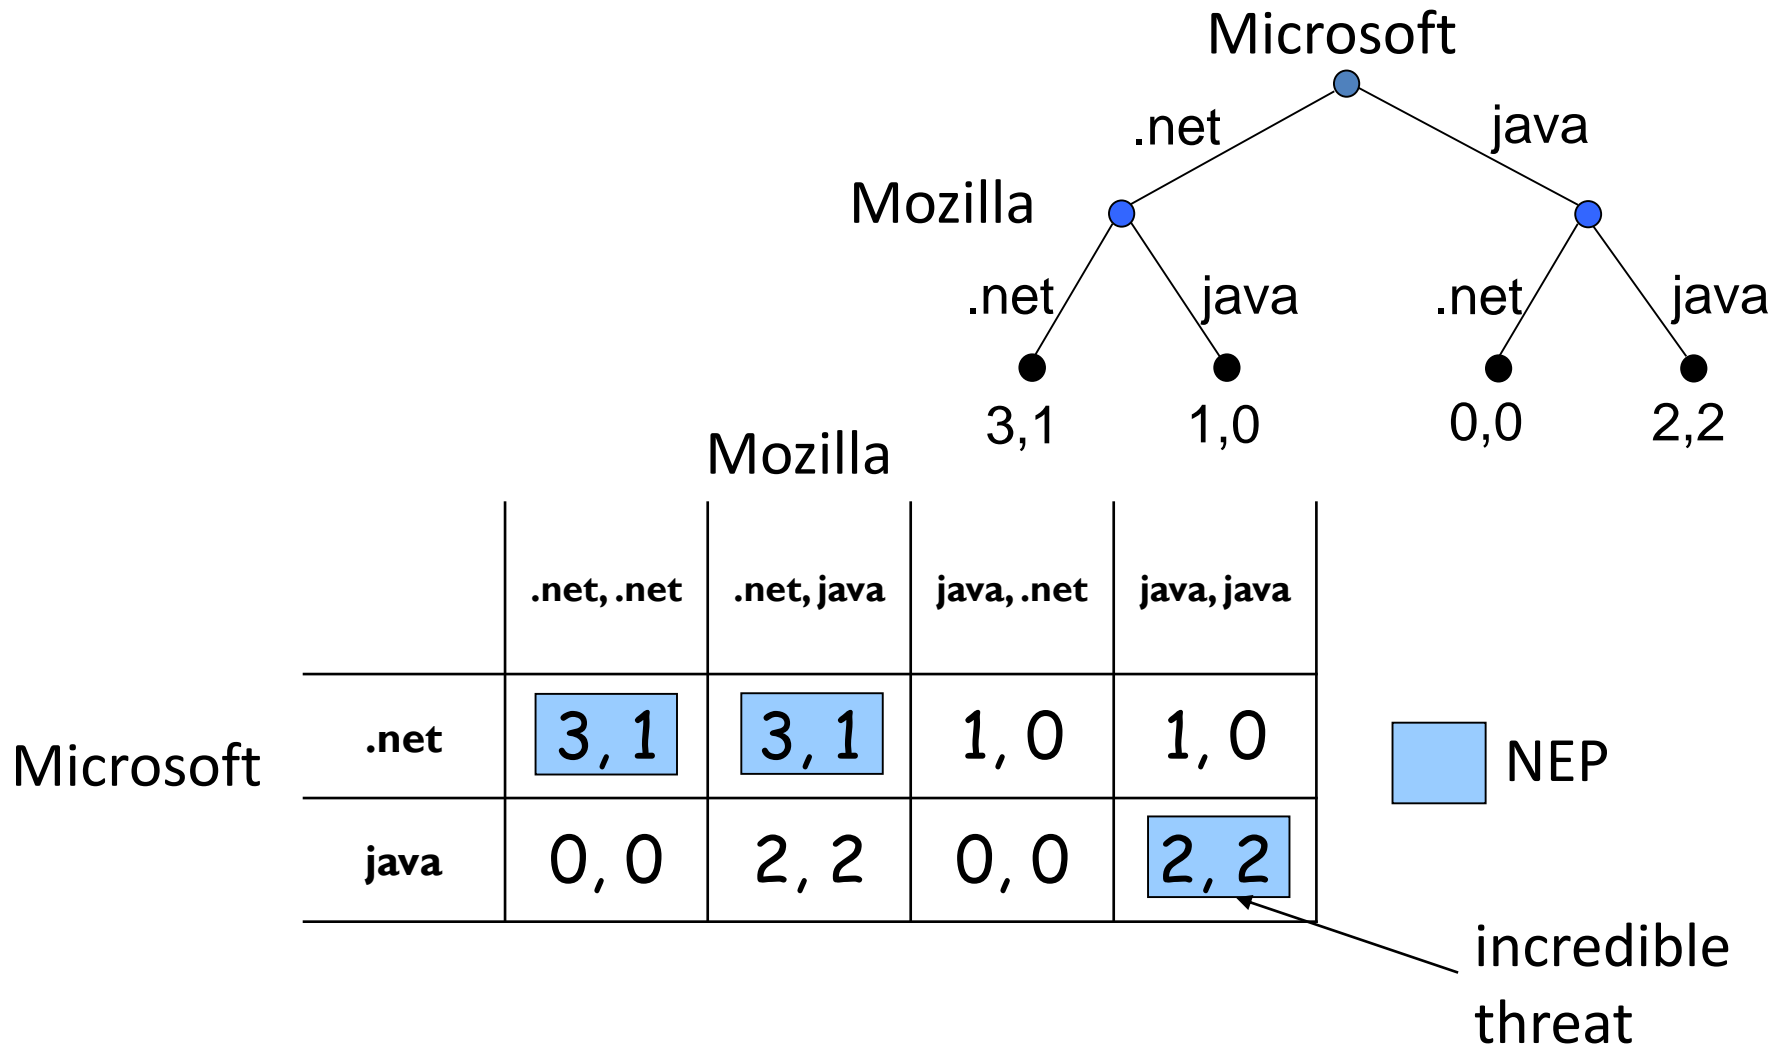 Microsoft
.net java
Mozilla
.net java .net java
3,1 1,0 0,0 2,2
Mozilla
.net, .net .net, java java, .net java, java
.net 3, 1 3, 1 1, 0 1, 0
Microsoft NEP
java 0, 0 2, 2 0, 0 2, 2
incredible
threat